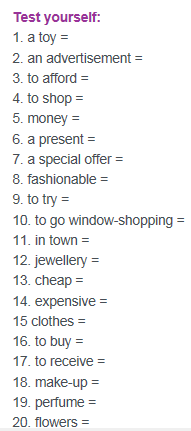 Test yourself:
1. a toy =
2. an advertisement =
3. to afford =
4. to shop =
5. money =
6. a present =
7. a special offer =
8. fashionable =
9. to try =
10. to go window-shopping =
11. in town =
12. jewellery =
13. cheap =
14. expensive =
15 clothes =
16. to buy =
17. to receive =
18. make-up =
19. perfume =
20. flowers =